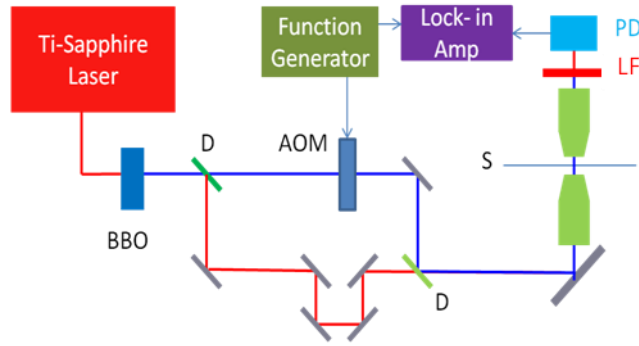 Ti-Sapphire
Laser
Function
Generator
Lock- in
Amp
PD
LF
D
AOM
S
BBO
D